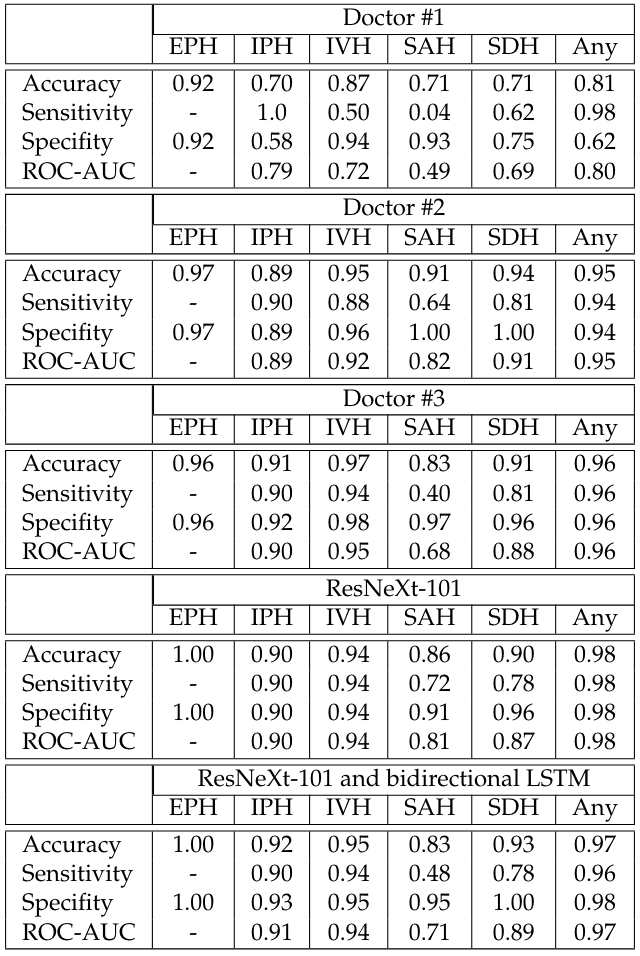 Doctor #1
EPH IPH IVH SAH SDH Any
Accuracy 0.92 0.70 0.87 0.71 0.71 0.81
Sensitivity - 1.0 0.50 0.04 0.62 0.98
Specifity 0.92 0.58 0.94 0.93 0.75 0.62
ROC-AUC - 0.79 0.72 0.49 0.69 0.80
Doctor #2
EPH IPH IVH SAH SDH Any
Accuracy 0.97 0.89 0.95 0.91 0.94 0.95
Sensitivity - 0.90 0.88 0.64 0.81 0.94
Specifity 0.97 0.89 0.96 1.00 1.00 0.94
ROC-AUC - 0.89 0.92 0.82 0.91 0.95
Doctor #3
EPH IPH IVH SAH SDH Any
Accuracy 0.96 0.91 0.97 0.83 0.91 0.96
Sensitivity - 0.90 0.94 0.40 0.81 0.96
Specifity 0.96 0.92 0.98 0.97 0.96 0.96
ROC-AUC - 0.90 0.95 0.68 0.88 0.96
ResNeXt-101
EPH IPH IVH SAH SDH Any
Accuracy 1.00 0.90 0.94 0.86 0.90 0.98
Sensitivity - 0.90 0.94 0.72 0.78 0.98
Specifity 1.00 0.90 0.94 0.91 0.96 0.98
ROC-AUC - 0.90 0.94 0.81 0.87 0.98
ResNeXt-101 and bidirectional LSTM
EPH IPH IVH SAH SDH Any
Accuracy 1.00 0.92 0.95 0.83 0.93 0.97
Sensitivity - 0.90 0.94 0.48 0.78 0.96
Specifity 1.00 0.93 0.95 0.95 1.00 0.98
ROC-AUC - 0.91 0.94 0.71 0.89 0.97